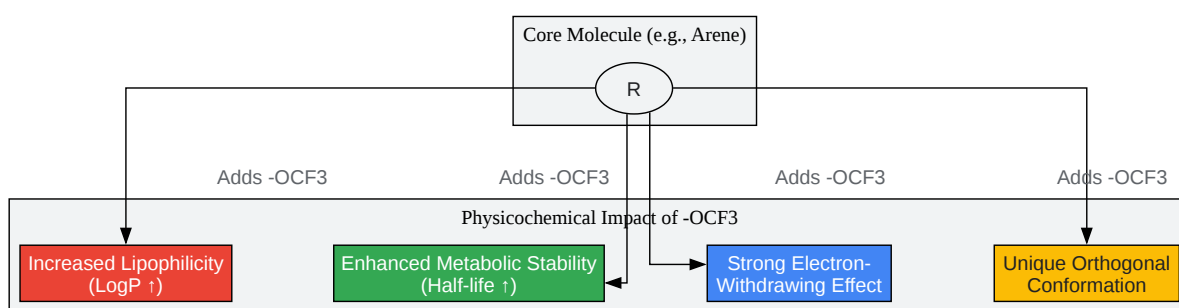 Core Molecule (e.g., Arene)
R
Adds -OCF3
Adds -OCF3
Adds -OCF3
Adds -OCF3
Physicochemical Impact of -OCF3
Increased Lipophilicity
(LogP ↑)
Enhanced Metabolic Stability
(Half-life ↑)
Strong Electron-
Withdrawing Effect
Unique Orthogonal
Conformation